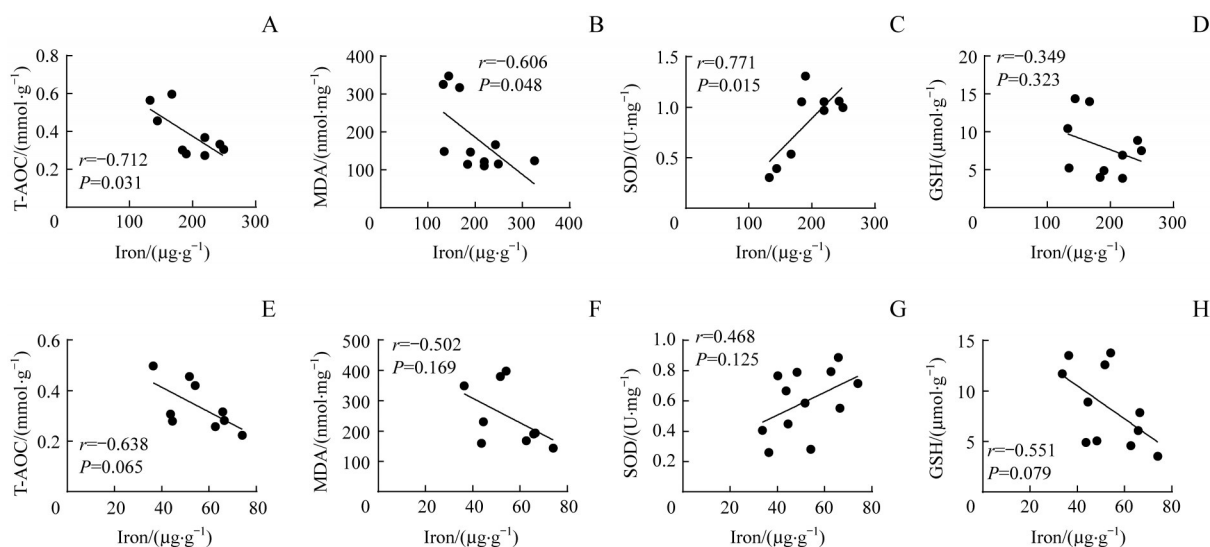 A
T-AOC/(mmol·g⁻¹)
0.8
0.6
0.4
0.2
0
100
200
300
r=−0.712
P=0.031
Iron/(μg·g⁻¹)
B
MDA/(nmol·mg⁻¹)
400
300
200
100
0
0
100
200
300
400
r=−0.606
P=0.048
Iron/(μg·g⁻¹)
C
SOD/(U·mg⁻¹)
1.5
1.0
0.5
0
100
200
300
r=0.771
P=0.015
Iron/(μg·g⁻¹)
D
GSH/(μmol·g⁻¹)
20
15
10
5
0
100
200
300
r=−0.349
P=0.323
Iron/(μg·g⁻¹)
E
T-AOC/(mmol·g⁻¹)
0.6
0.4
0.2
0
20
40
60
80
r=−0.638
P=0.065
Iron/(μg·g⁻¹)
F
MDA/(nmol·mg⁻¹)
500
400
300
200
100
0
20
40
60
80
r=−0.502
P=0.169
Iron/(μg·g⁻¹)
G
SOD/(U·mg⁻¹)
1.0
0.8
0.6
0.4
0.2
0
20
40
60
80
r=0.468
P=0.125
Iron/(μg·g⁻¹)
H
GSH/(μmol·g⁻¹)
15
10
5
0
20
40
60
80
r=−0.551
P=0.079
Iron/(μg·g⁻¹)